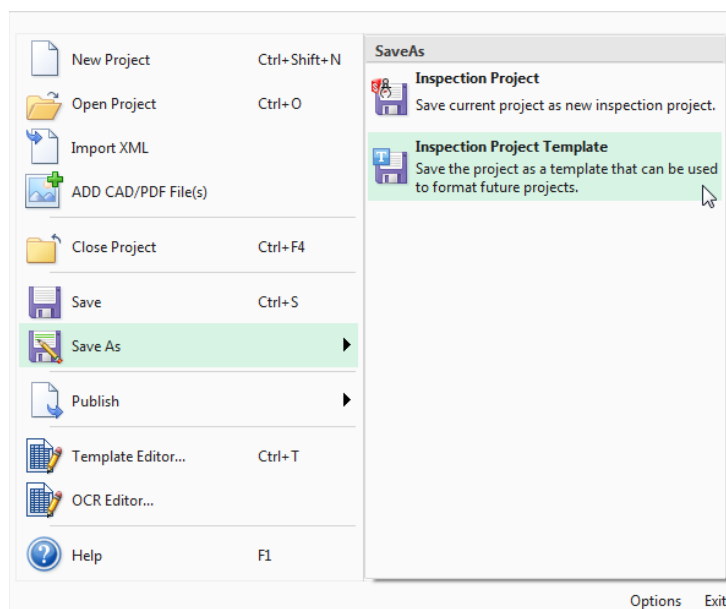 New Project Ctrl+Shift+N
Open Project Ctrl+O
Import XML
ADD CAD/PDF File(s)
Close Project Ctrl+F4
Save Ctrl+S
Save As
Publish
Template Editor... Ctrl+T
OCR Editor...
Help F1
SaveAs
Inspection Project
Save current project as new inspection project.
T
Inspection Project Template
Save the project as a template that can be used
to format future projects.
Options Exit